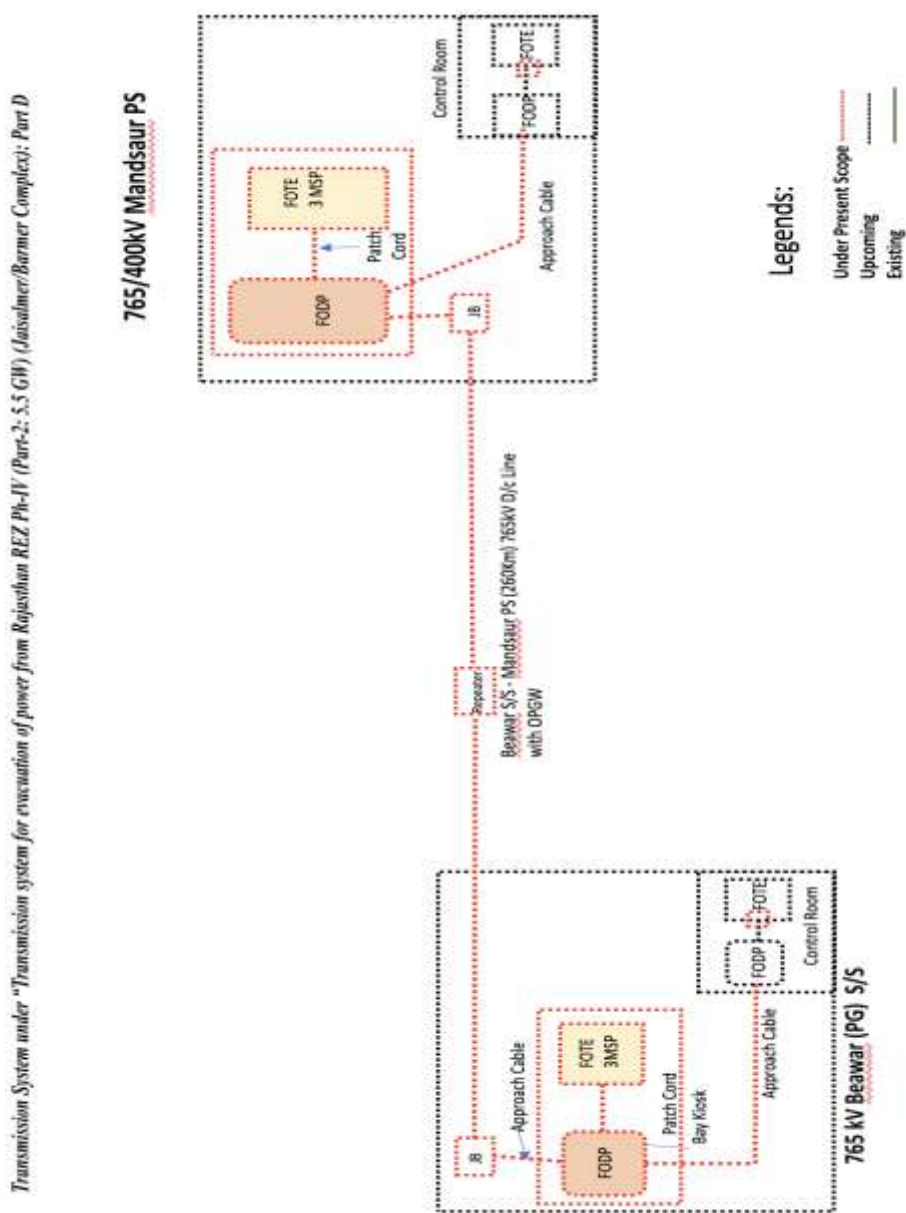 Transmission System under "Transmission system for evacuation of power from Rajasthan REZ Ph-IV (Part-2: 5.5 GW) (Jaisalmer/Barmer Complex): Part D
765/400kV Mandsaur PS
Control Room
FOTE
FODP
FOTE
3 MSP
Patch
Cord
FODP
Approach Cable
JB
Repeater
Beawar S/S - Mandsaur PS (260Km) 765kV D/c Line
with OPGW
JB
Approach Cable
FOTE
3MSP
FODP
Patch Cord
Bay Kiosk
FODP
FOTE
Control Room
Approach Cable
765 kV Beawar (PG) S/S
Legends:
Under Present Scope
Upcoming
Existing